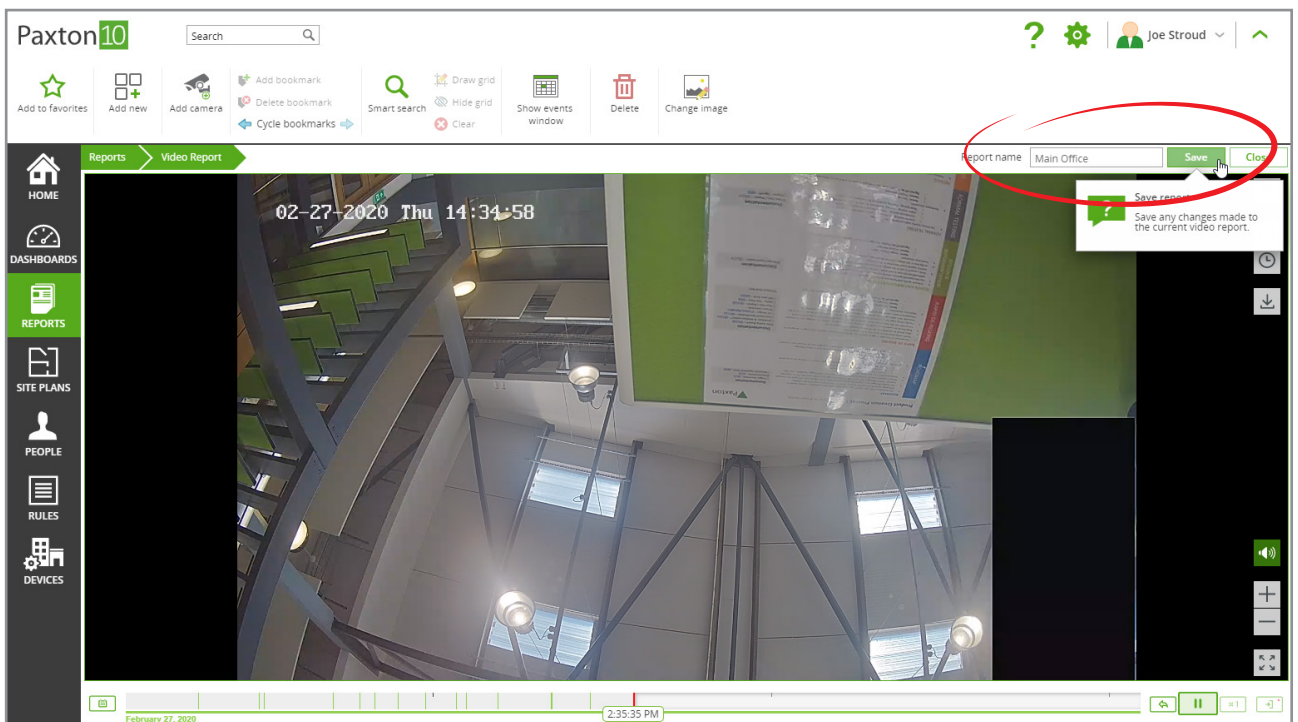 Paxton10
Search
?
Joe Stroud
Add to favorites
Add new
Add camera
Add bookmark
Delete bookmark
Cycle bookmarks
Smart search
Draw grid
Hide grid
Clear
Show events
window
Delete
Change image
Reports
Video Report
Report name
Main Office
Save
Clos
HOME
DASHBOARDS
REPORTS
SITE PLANS
PEOPLE
RULES
DEVICES
02-27-2020 Thu 14:34:58
?
Save report
Save any changes made to
the current video report.
Paxton
February 27, 2020
2:35:35 PM
x1